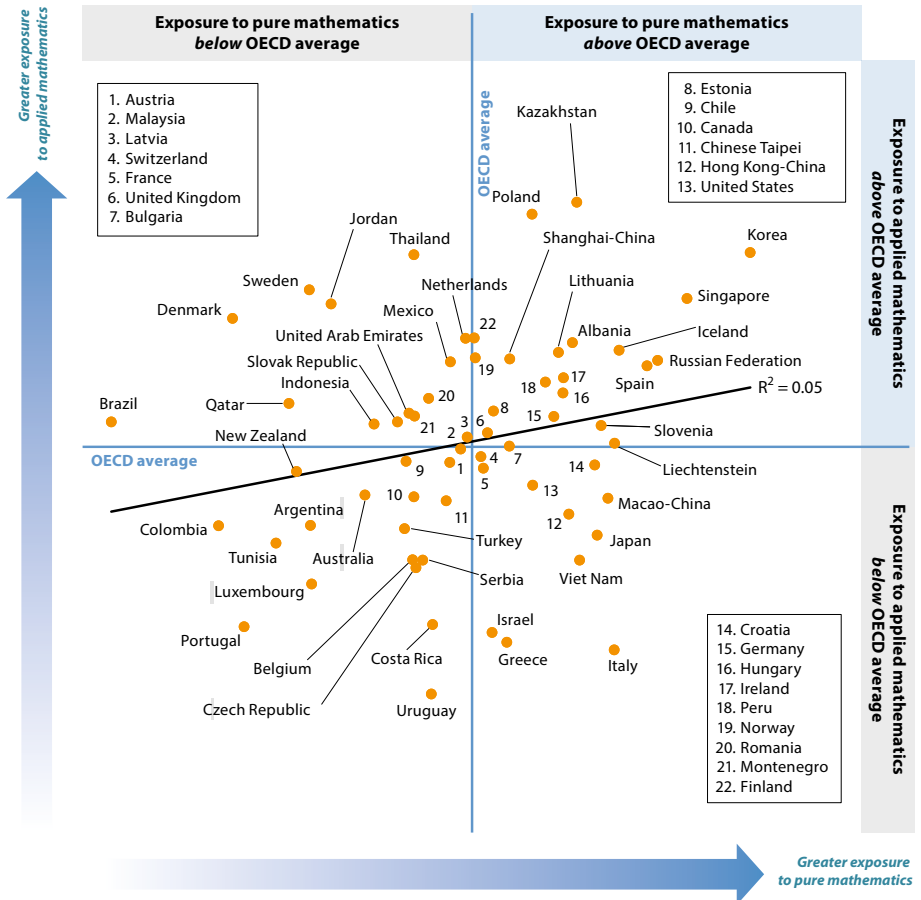 Exposure to pure mathematics
below OECD average
Exposure to pure mathematics
above OECD average
Greater exposure
to applied mathematics
1. Austria
2. Malaysia
3. Latvia
4. Switzerland
5. France
6. United Kingdom
7. Bulgaria
8. Estonia
9. Chile
10. Canada
11. Chinese Taipei
12. Hong Kong-China
13. United States
OECD average
Exposure to applied mathematics
above OECD average
Kazakhstan
Poland
Jordan
Thailand
Shanghai-China
Korea
Sweden
Netherlands
Lithuania
Singapore
Denmark
Mexico
22
Albania
Iceland
United Arab Emirates
19
Russian Federation
Slovak Republic
Spain
Indonesia
18
17
16
R² = 0.05
Brazil
Qatar
20
21
3
6
8
15
Slovenia
New Zealand
2
OECD average
9
1
4
5
7
14
Liechtenstein
10
11
13
12
Macao-China
Argentina
Colombia
Tunisia
Australia
Turkey
Japan
Luxembourg
Serbia
Viet Nam
Portugal
Belgium
Costa Rica
Israel
Greece
Italy
Czech Republic
Uruguay
Exposure to applied mathematics
below OECD average
14. Croatia
15. Germany
16. Hungary
17. Ireland
18. Peru
19. Norway
20. Romania
21. Montenegro
22. Finland
Greater exposure
to pure mathematics